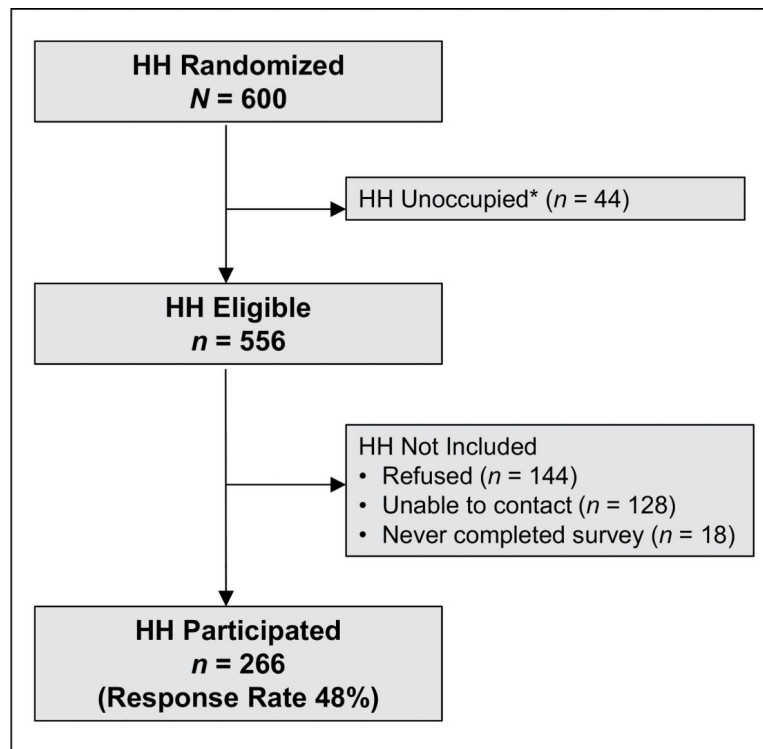 HH Randomized
N = 600
HH Unoccupied* (n = 44)
HH Eligible
n = 556
HH Not Included
• Refused (n = 144)
• Unable to contact (n = 128)
• Never completed survey (n = 18)
HH Participated
n = 266
(Response Rate 48%)